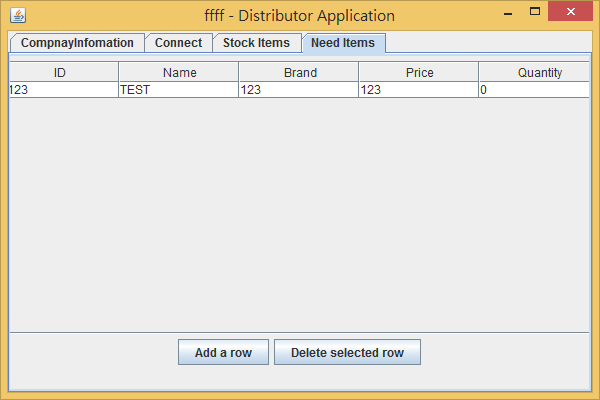 ffff - Distributor Application
CompnayInfomation Connect Stock Items Need Items
ID Name Brand Price Quantity
123 TEST 123 123 0
Add a row Delete selected row